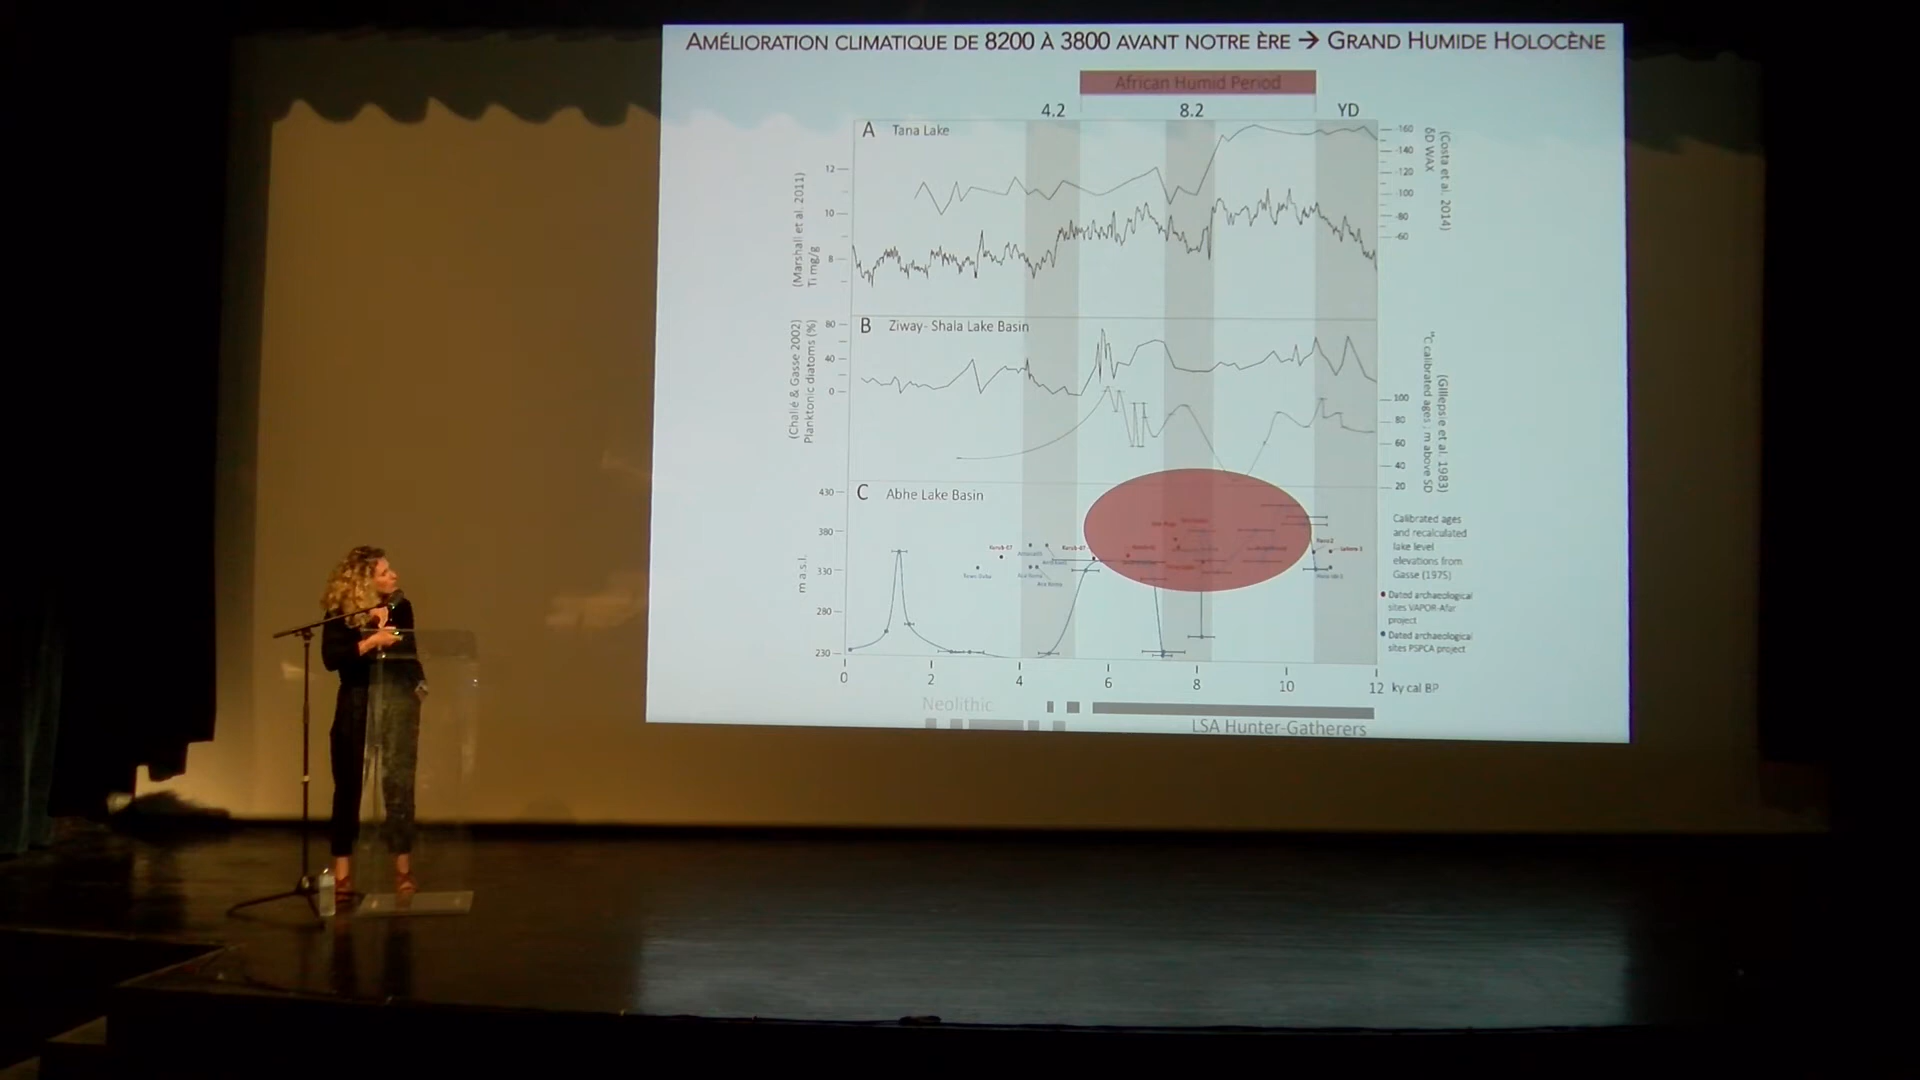 AMÉLIORATION CLIMATIQUE DE 8200 À 3800 AVANT NOTRE ÈRE → GRAND HUMIDE HOLOCÈNE
African Humid Period
4.2 8.2 YD
A Tana Lake
12
10
8
(Marshall et al. 2011)
Ti mg/g
-160
-140
-120
-100
-80
-60
(Costa et al. 2014)
δD WAX
B Ziway- Shala Lake Basin
80
40
0
(Chalié & Gasse 2002)
Planktonic diatoms (%)
100
80
60
40
20
(Gillepsie et al. 1983)
¹⁴C calibrated ages ; m above SD
C Abhe Lake Basin
430
380
330
280
230
m a.s.l.
Calibrated ages
and recalculated
lake level
elevations from
Gasse (1975)
Dated archaeological
sites VAPOR-Afar
project
Dated archaeological
sites PSPCA project
0 2 4 6 8 10 12 ky cal BP
Neolithic
LSA Hunter-Gatherers